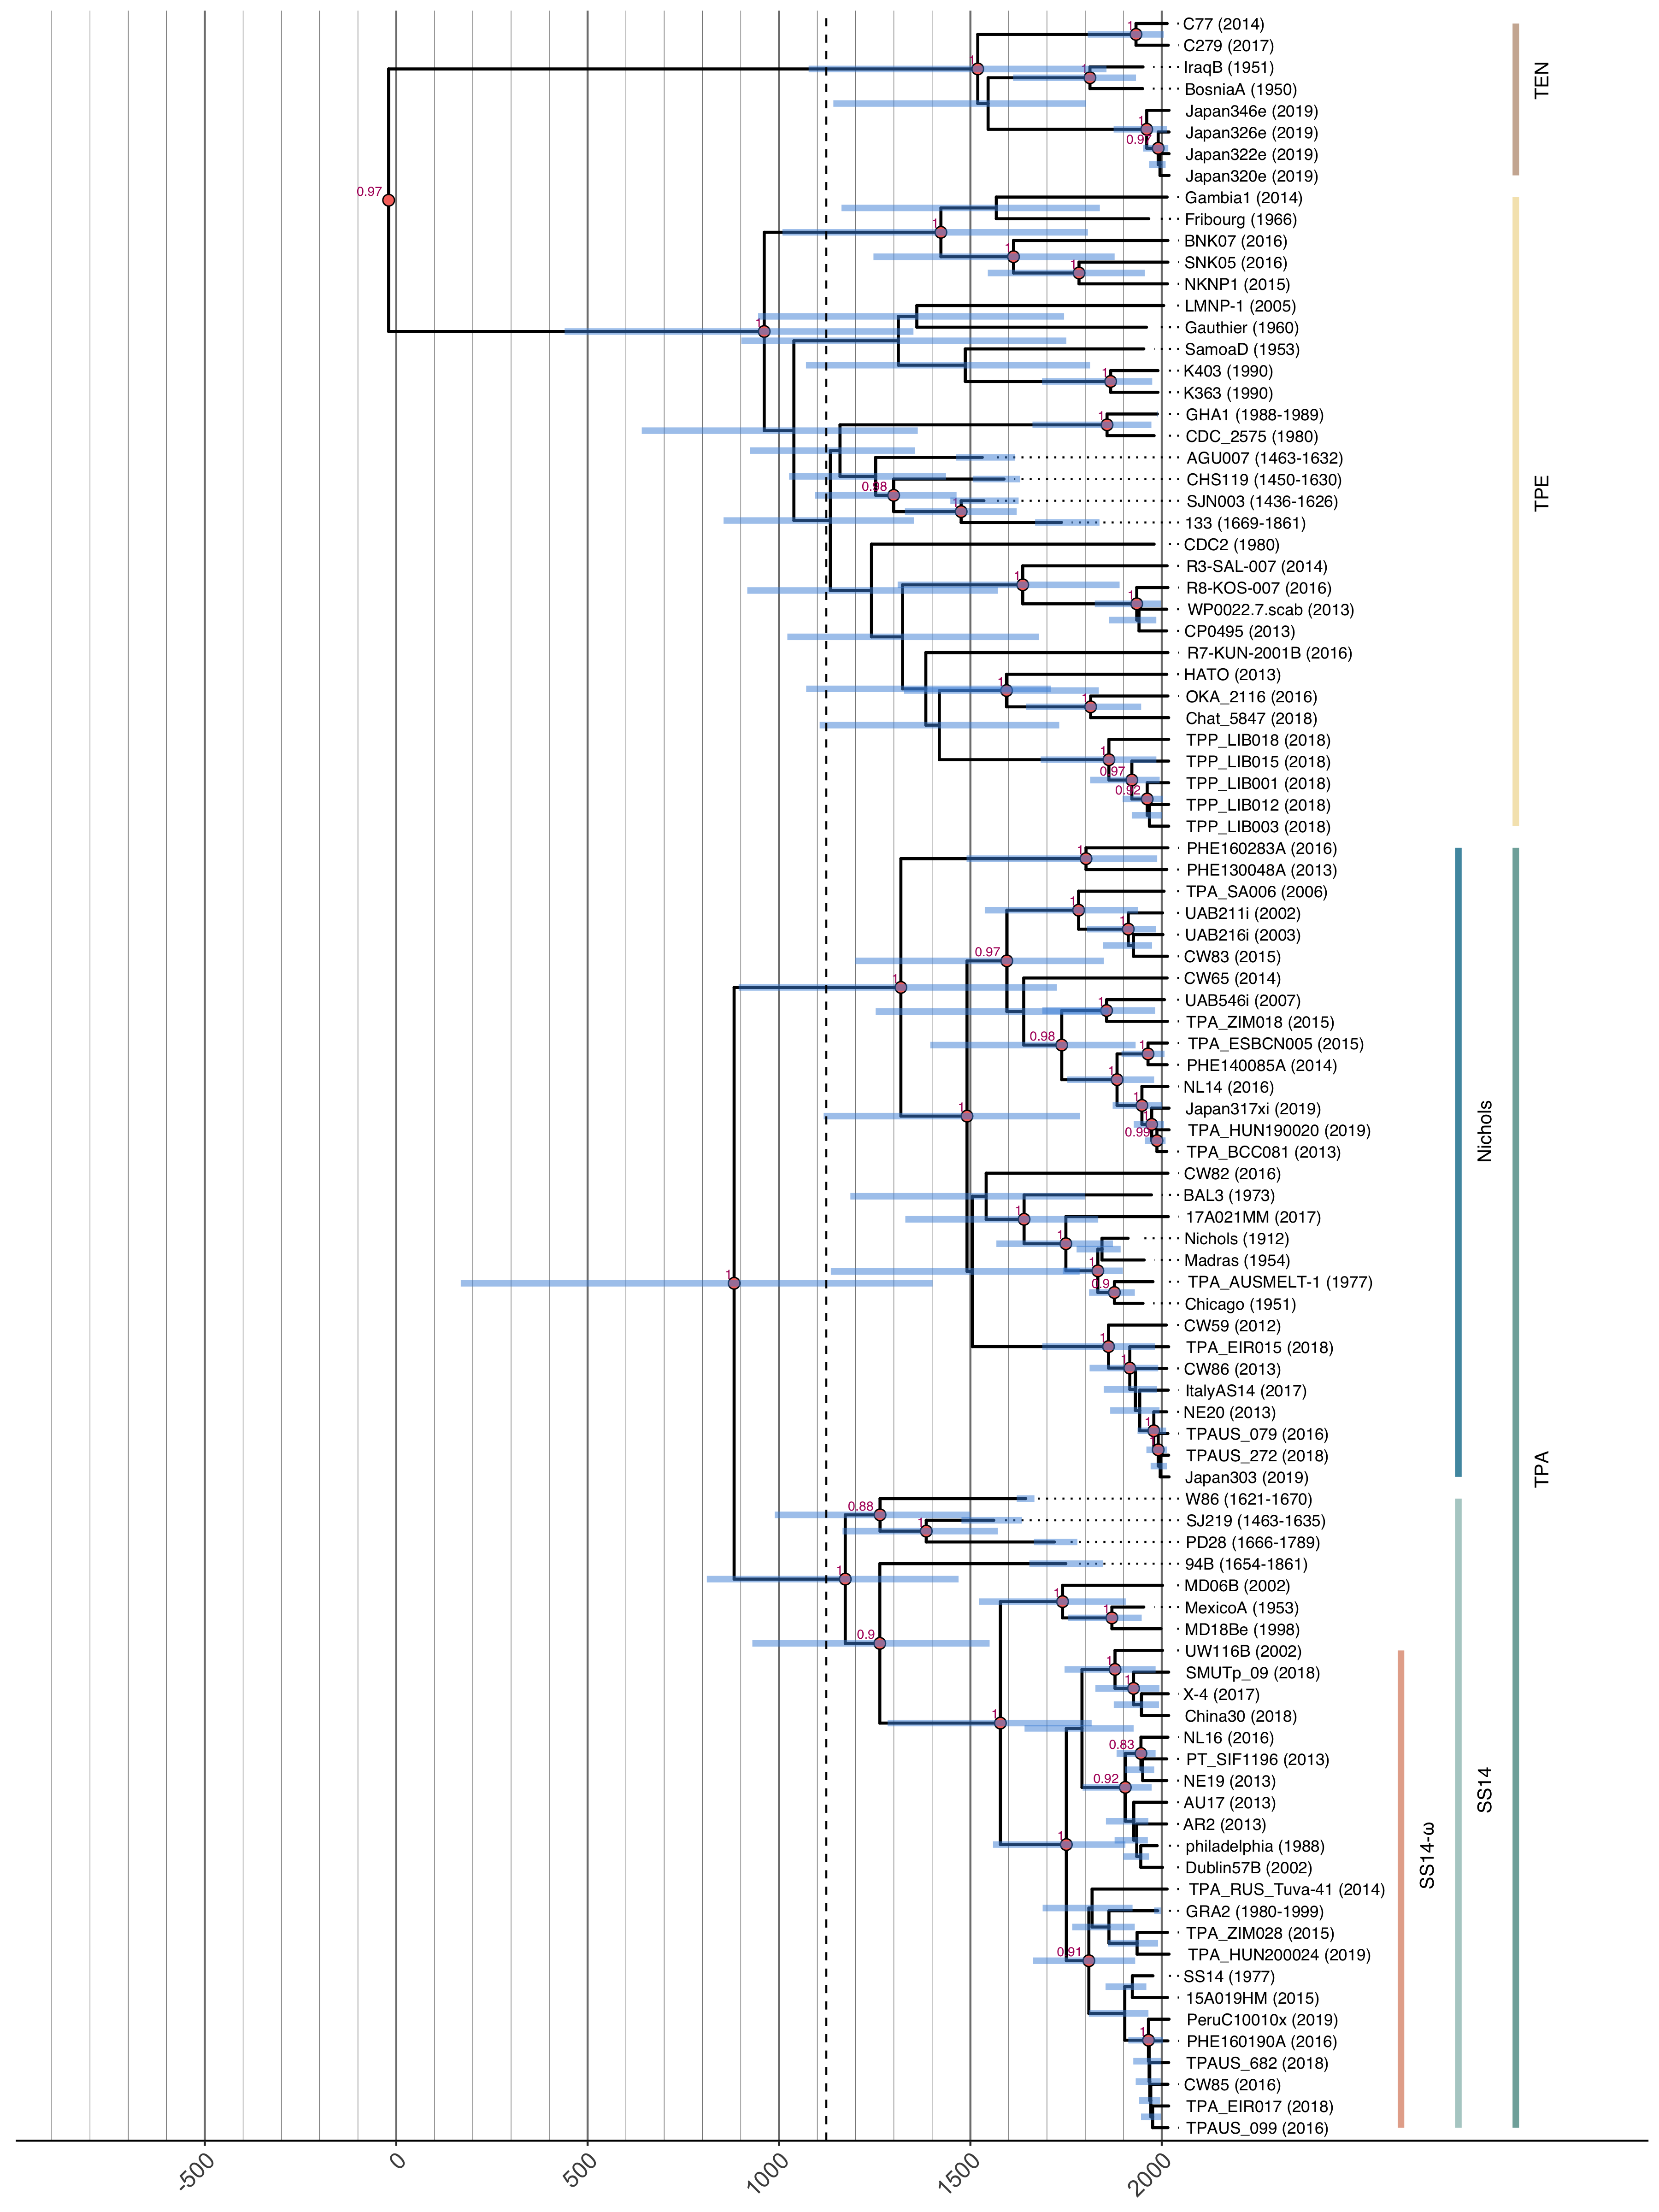 C77 (2014)
C279 (2017)
IraqB (1951)
BosniaA (1950)
Japan346e (2019)
Japan326e (2019)
Japan322e (2019)
Japan320e (2019)
TEN
Gambia1 (2014)
Fribourg (1966)
BNK07 (2016)
SNK05 (2016)
NKNP1 (2015)
LMNP-1 (2005)
Gauthier (1960)
SamoaD (1953)
K403 (1990)
K363 (1990)
GHA1 (1988-1989)
CDC_2575 (1980)
AGU007 (1463-1632)
CHS119 (1450-1630)
SJN003 (1436-1626)
133 (1669-1861)
CDC2 (1980)
R3-SAL-007 (2014)
R8-KOS-007 (2016)
WP0022.7.scab (2013)
CP0495 (2013)
R7-KUN-2001B (2016)
HATO (2013)
OKA_2116 (2016)
Chat_5847 (2018)
TPP_LIB018 (2018)
TPP_LIB015 (2018)
TPP_LIB001 (2018)
TPP_LIB012 (2018)
TPP_LIB003 (2018)
TPE
PHE160283A (2016)
PHE130048A (2013)
TPA_SA006 (2006)
UAB211i (2002)
UAB216i (2003)
CW83 (2015)
CW65 (2014)
UAB546i (2007)
TPA_ZIM018 (2015)
TPA_ESBCN005 (2015)
PHE140085A (2014)
NL14 (2016)
Japan317xi (2019)
TPA_HUN190020 (2019)
TPA_BCC081 (2013)
CW82 (2016)
BAL3 (1973)
17A021MM (2017)
Nichols (1912)
Madras (1954)
TPA_AUSMELT-1 (1977)
Chicago (1951)
CW59 (2012)
TPA_EIR015 (2018)
CW86 (2013)
ItalyAS14 (2017)
NE20 (2013)
TPAUS_079 (2016)
TPAUS_272 (2018)
Japan303 (2019)
Nichols
TPA
W86 (1621-1670)
SJ219 (1463-1635)
PD28 (1666-1789)
94B (1654-1861)
MD06B (2002)
MexicoA (1953)
MD18Be (1998)
UW116B (2002)
SMUTp_09 (2018)
X-4 (2017)
China30 (2018)
NL16 (2016)
PT_SIF1196 (2013)
NE19 (2013)
AU17 (2013)
AR2 (2013)
philadelphia (1988)
Dublin57B (2002)
TPA_RUS_Tuva-41 (2014)
GRA2 (1980-1999)
TPA_ZIM028 (2015)
TPA_HUN200024 (2019)
SS14 (1977)
15A019HM (2015)
PeruC10010x (2019)
PHE160190A (2016)
TPAUS_682 (2018)
CW85 (2016)
TPA_EIR017 (2018)
TPAUS_099 (2016)
SS14
SS14-ω
0.97
0.98
0.97
0.92
0.97
0.98
0.99
0.9
0.88
0.9
0.83
0.92
0.91
-500
0
500
1000
1500
2000